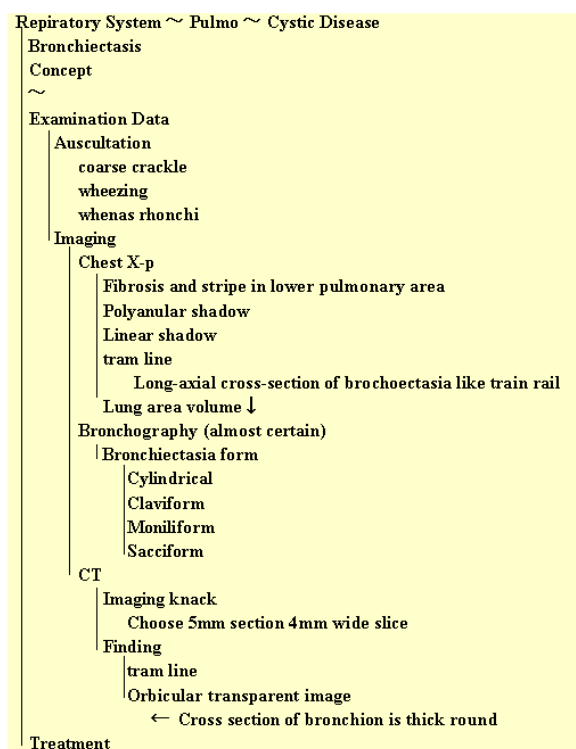 Repiratory System ～ Pulmo ～ Cystic Disease
Bronchiectasis
Concept
～
Examination Data
Auscultation
coarse crackle
wheezing
whenas rhonchi
Imaging
Chest X-p
Fibrosis and stripe in lower pulmonary area
Polyanular shadow
Linear shadow
tram line
Long-axial cross-section of brochoectasia like train rail
Lung area volume ↓
Bronchography (almost certain)
Bronchiectasia form
Cylindrical
Claviform
Moniliform
Sacciform
CT
Imaging knack
Choose 5mm section 4mm wide slice
Finding
tram line
Orbicular transparent image
← Cross section of bronchion is thick round
Treatment